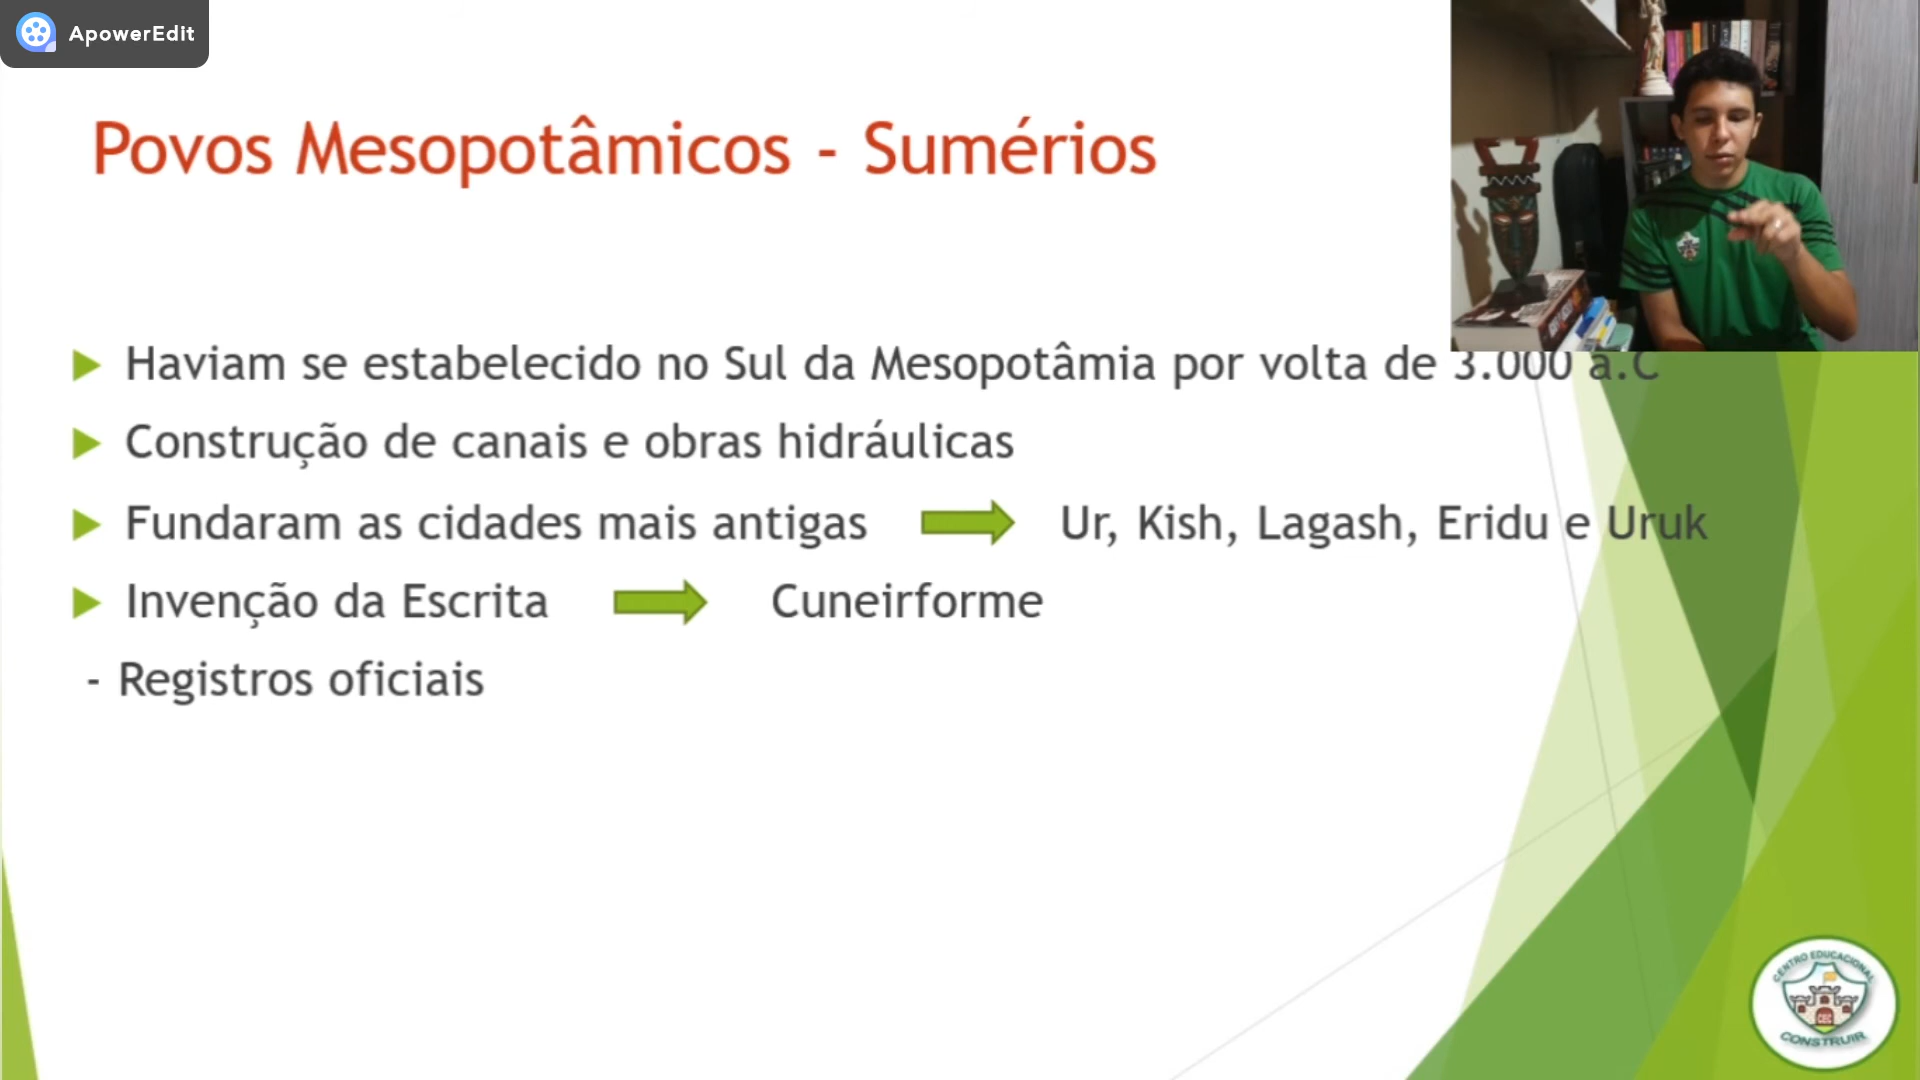 ApowerEdit
Povos Mesopotâmicos - Sumérios
Haviam se estabelecido no Sul da Mesopotâmia por volta de 3.000 a.C
Construção de canais e obras hidráulicas
Fundaram as cidades mais antigas Ur, Kish, Lagash, Eridu e Uruk
Invenção da Escrita Cuneirforme
- Registros oficiais
CENTRO EDUCACIONAL
CEC
CONSTRUIR